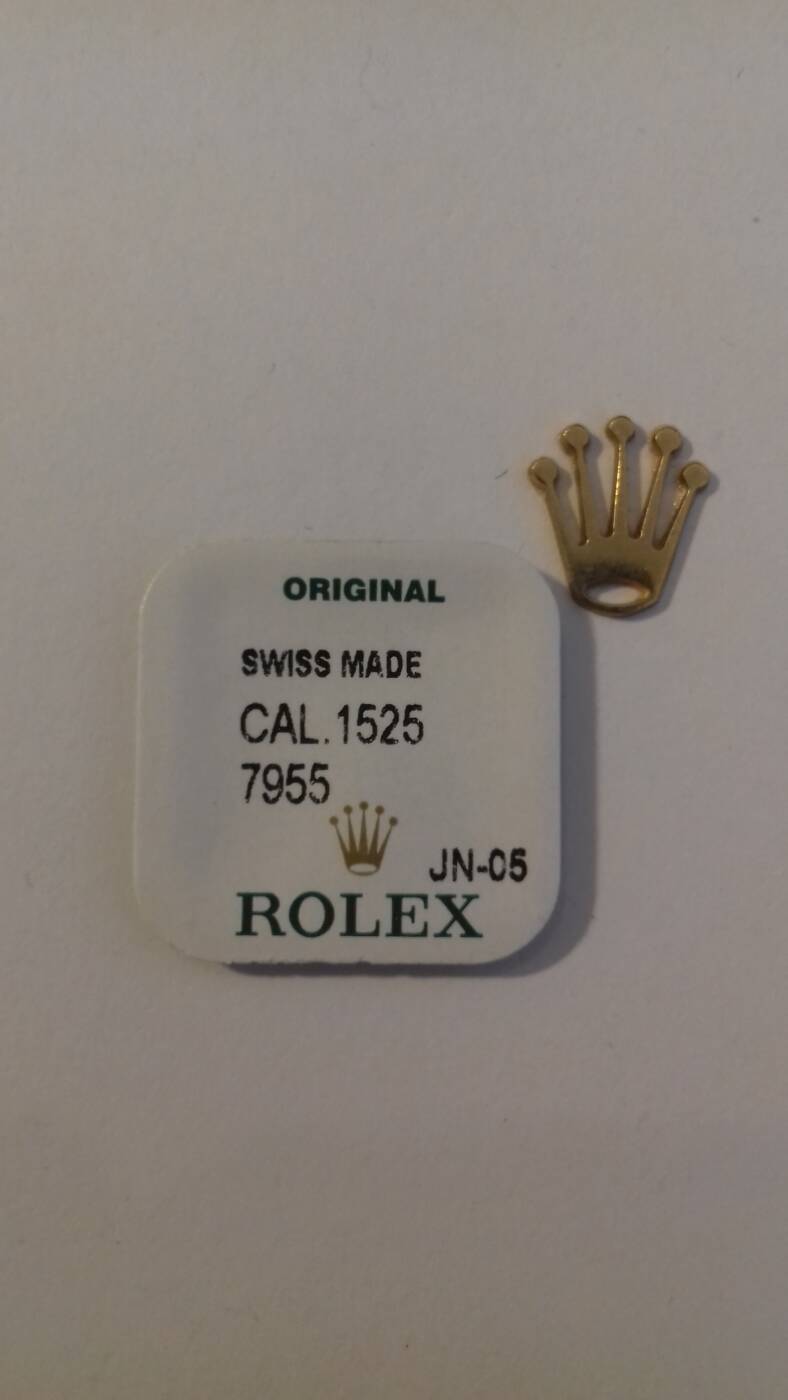 ORIGINAL
SWISS MADE
CAL.1525
7955
JN-05
ROLEX